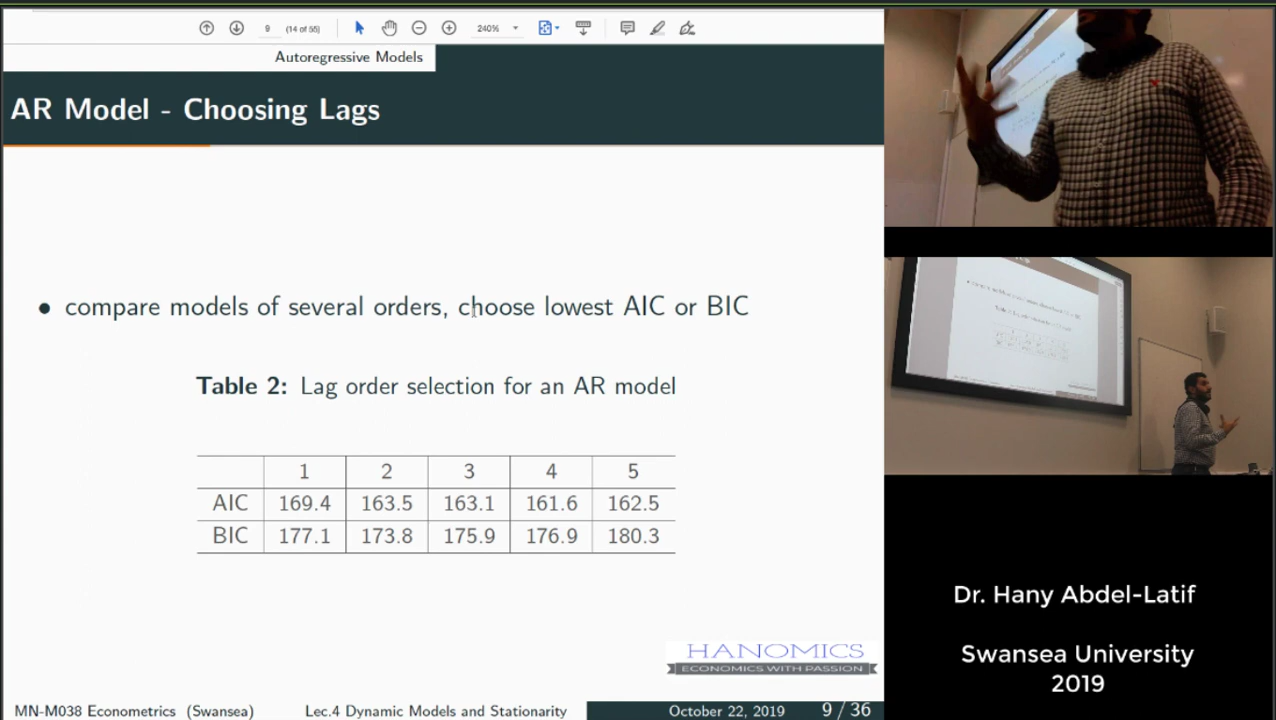 9 (14 of 55) 240%
Autoregressive Models
AR Model - Choosing Lags
• compare models of several orders, choose lowest AIC or BIC
Table 2: Lag order selection for an AR model
1 2 3 4 5
AIC 169.4 163.5 163.1 161.6 162.5
BIC 177.1 173.8 175.9 176.9 180.3
HANOMICS
ECONOMICS WITH PASSION
MN-M038 Econometrics (Swansea) Lec.4 Dynamic Models and Stationarity October 22, 2019 9 / 36
Dr. Hany Abdel-Latif
Swansea University
2019